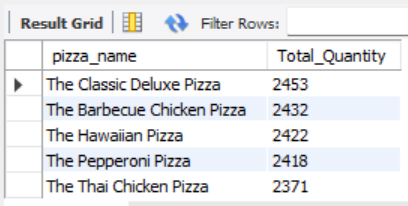 Result Grid Filter Rows:
pizza_name Total_Quantity
The Classic Deluxe Pizza 2453
The Barbecue Chicken Pizza 2432
The Hawaiian Pizza 2422
The Pepperoni Pizza 2418
The Thai Chicken Pizza 2371